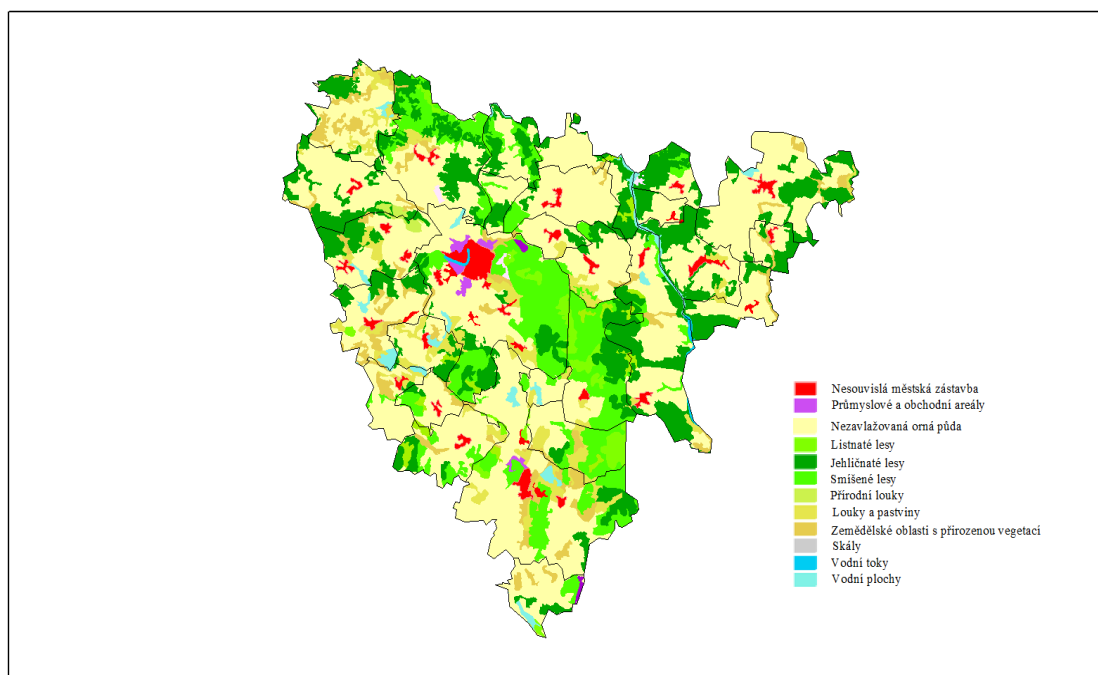 Nesouvislá městská zástavba
Průmyslové a obchodní areály
Nezavlažovaná orná půda
Listnaté lesy
Jehličnaté lesy
Smíšené lesy
Přírodní louky
Louky a pastviny
Zemědělské oblasti s přirozenou vegetací
Skály
Vodní toky
Vodní plochy